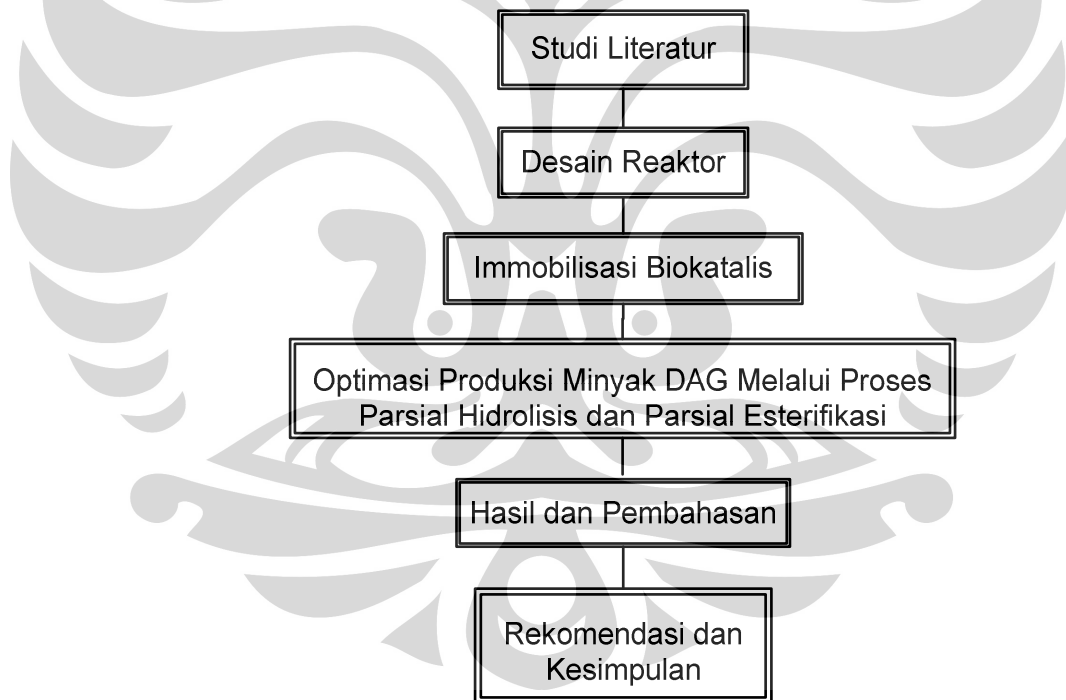 Studi Literatur
Desain Reaktor
Immobilisasi Biokatalis
Optimasi Produksi Minyak DAG Melalui Proses
Parsial Hidrolisis dan Parsial Esterifikasi
Hasil dan Pembahasan
Rekomendasi dan
Kesimpulan